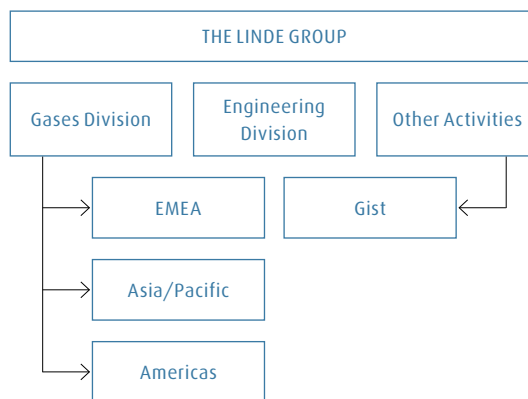 THE LINDE GROUP
Gases Division
Engineering
Division
Other Activities
EMEA
Gist
Asia/Pacific
Americas